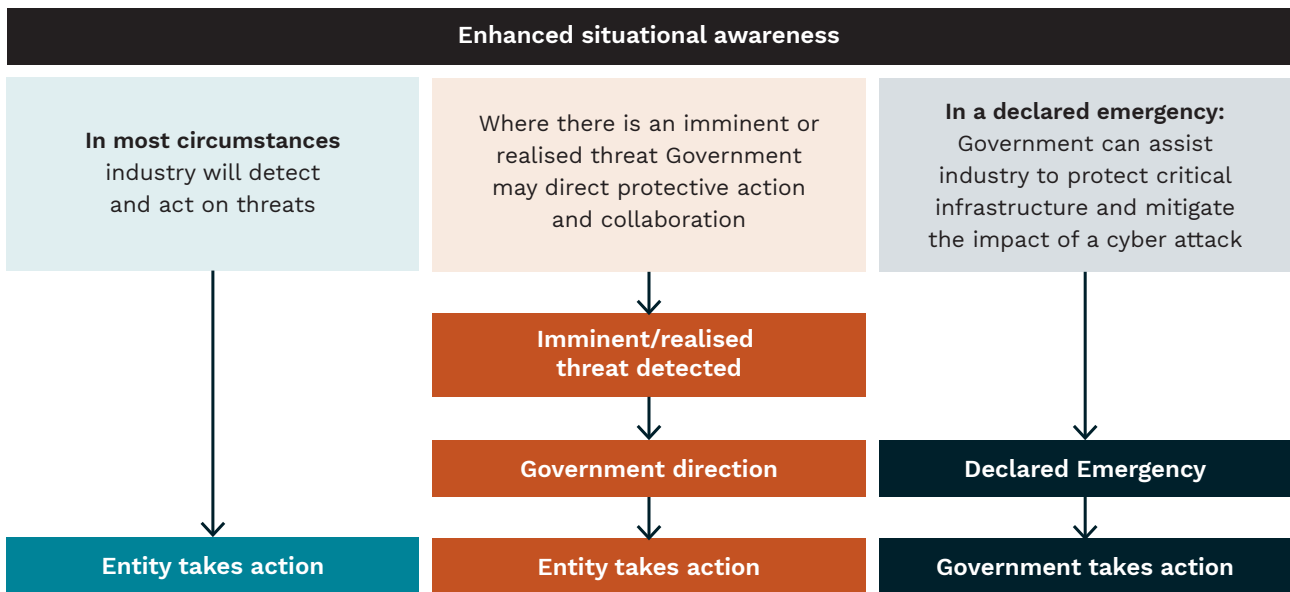 Enhanced situational awareness
In most circumstances
industry will detect
and act on threats
Where there is an imminent or
realised threat Government
may direct protective action
and collaboration
In a declared emergency:
Government can assist
industry to protect critical
infrastructure and mitigate
the impact of a cyber attack
Imminent/realised
threat detected
Government direction
Declared Emergency
Entity takes action
Entity takes action
Government takes action